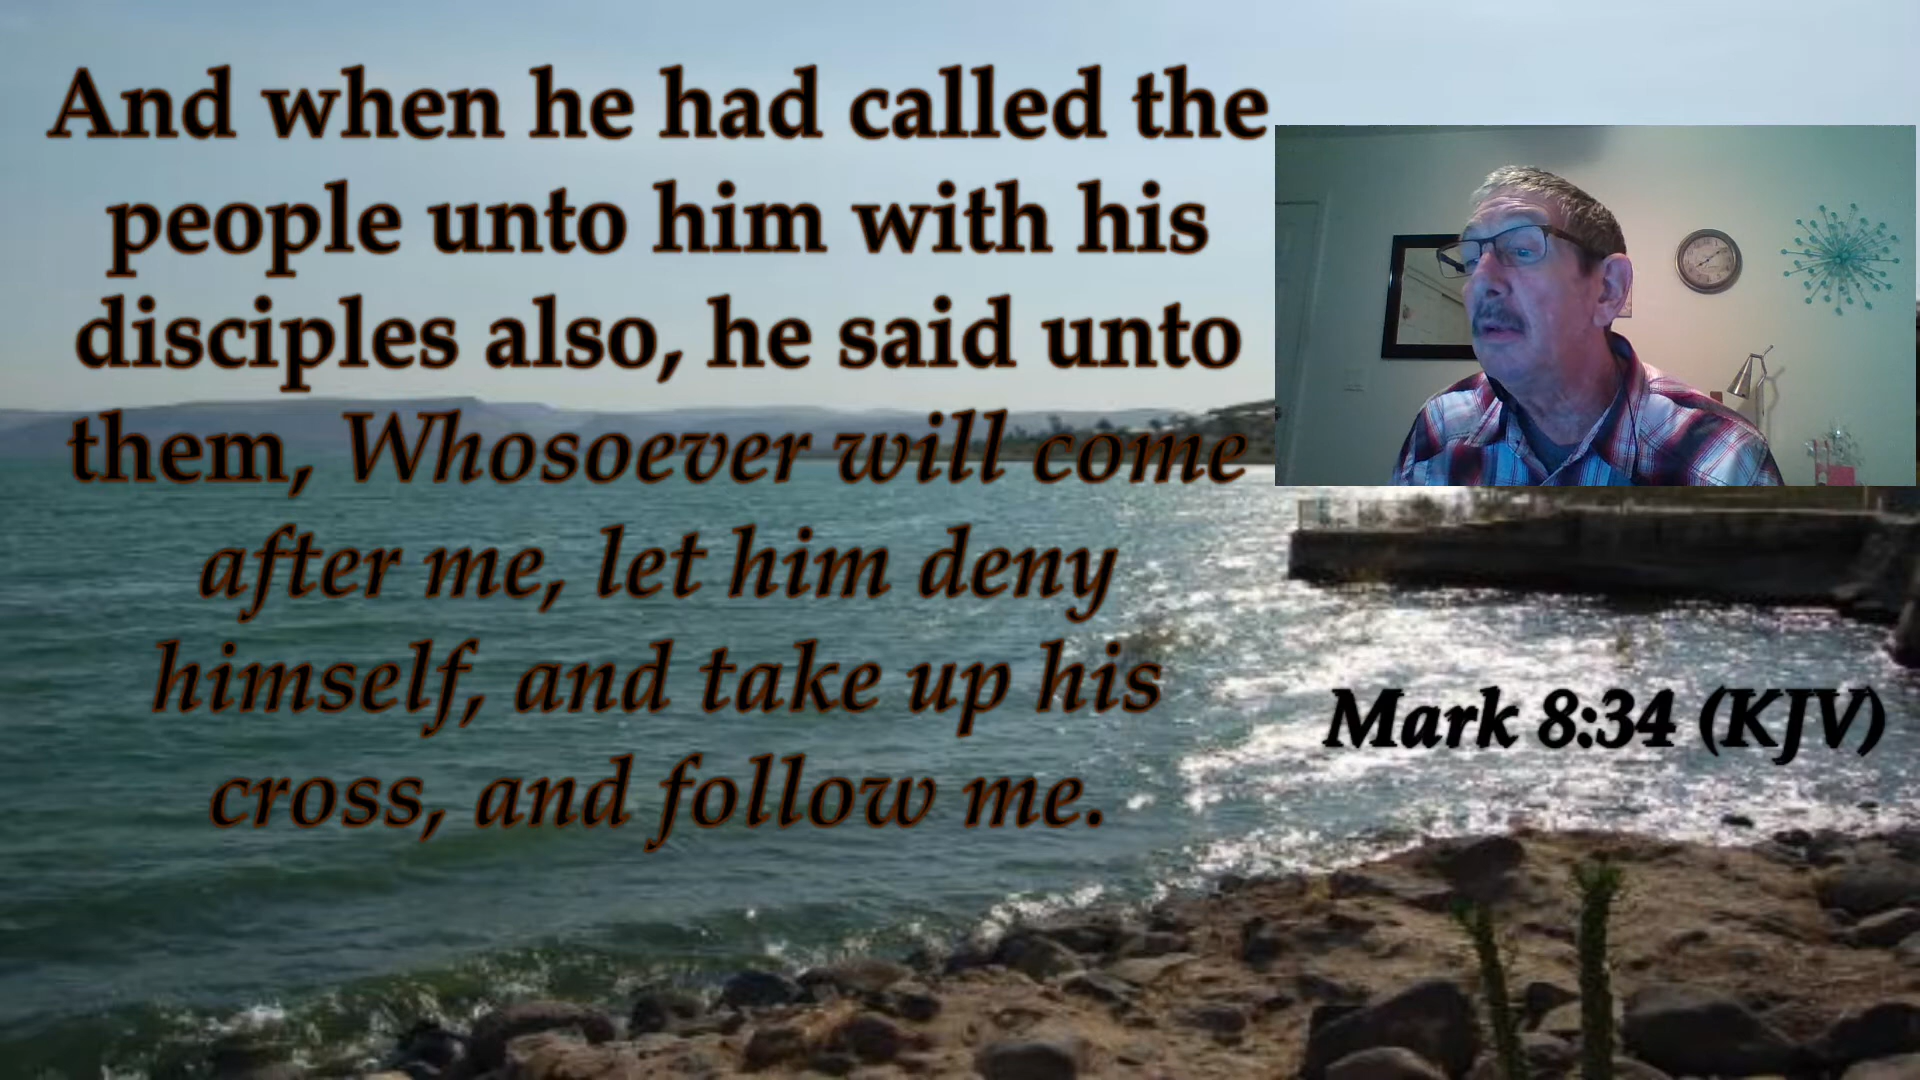 And when he had called the
people unto him with his
disciples also, he said unto
them, Whosoever will come
after me, let him deny
himself, and take up his
cross, and follow me.
Mark 8:34 (KJV)